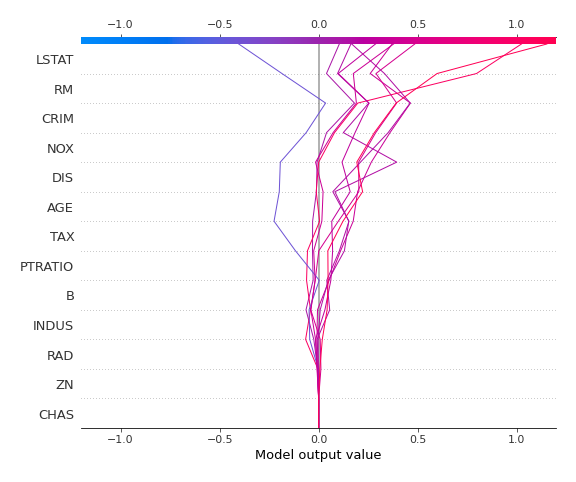 −1.0 −0.5 0.0 0.5 1.0
LSTAT
RM
CRIM
NOX
DIS
AGE
TAX
PTRATIO
B
INDUS
RAD
ZN
CHAS
−1.0 −0.5 0.0 0.5 1.0
Model output value